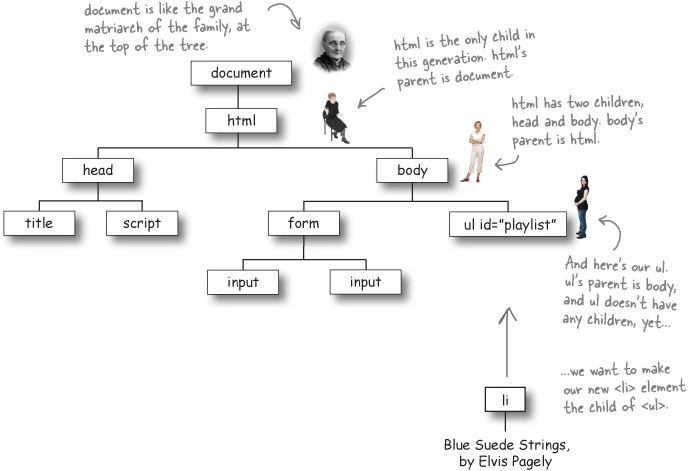 document is like the grand
matriarch of the family, at
the top of the tree.
html is the only child in
this generation. html's
parent is document.
document
html
html has two children,
head and body. body's
parent is html.
head
body
title
script
form
ul id="playlist"
input
input
And here's our ul.
ul's parent is body,
and ul doesn't have
any children, yet...
...we want to make
our new <li> element
the child of <ul>.
li
Blue Suede Strings,
by Elvis Pagely